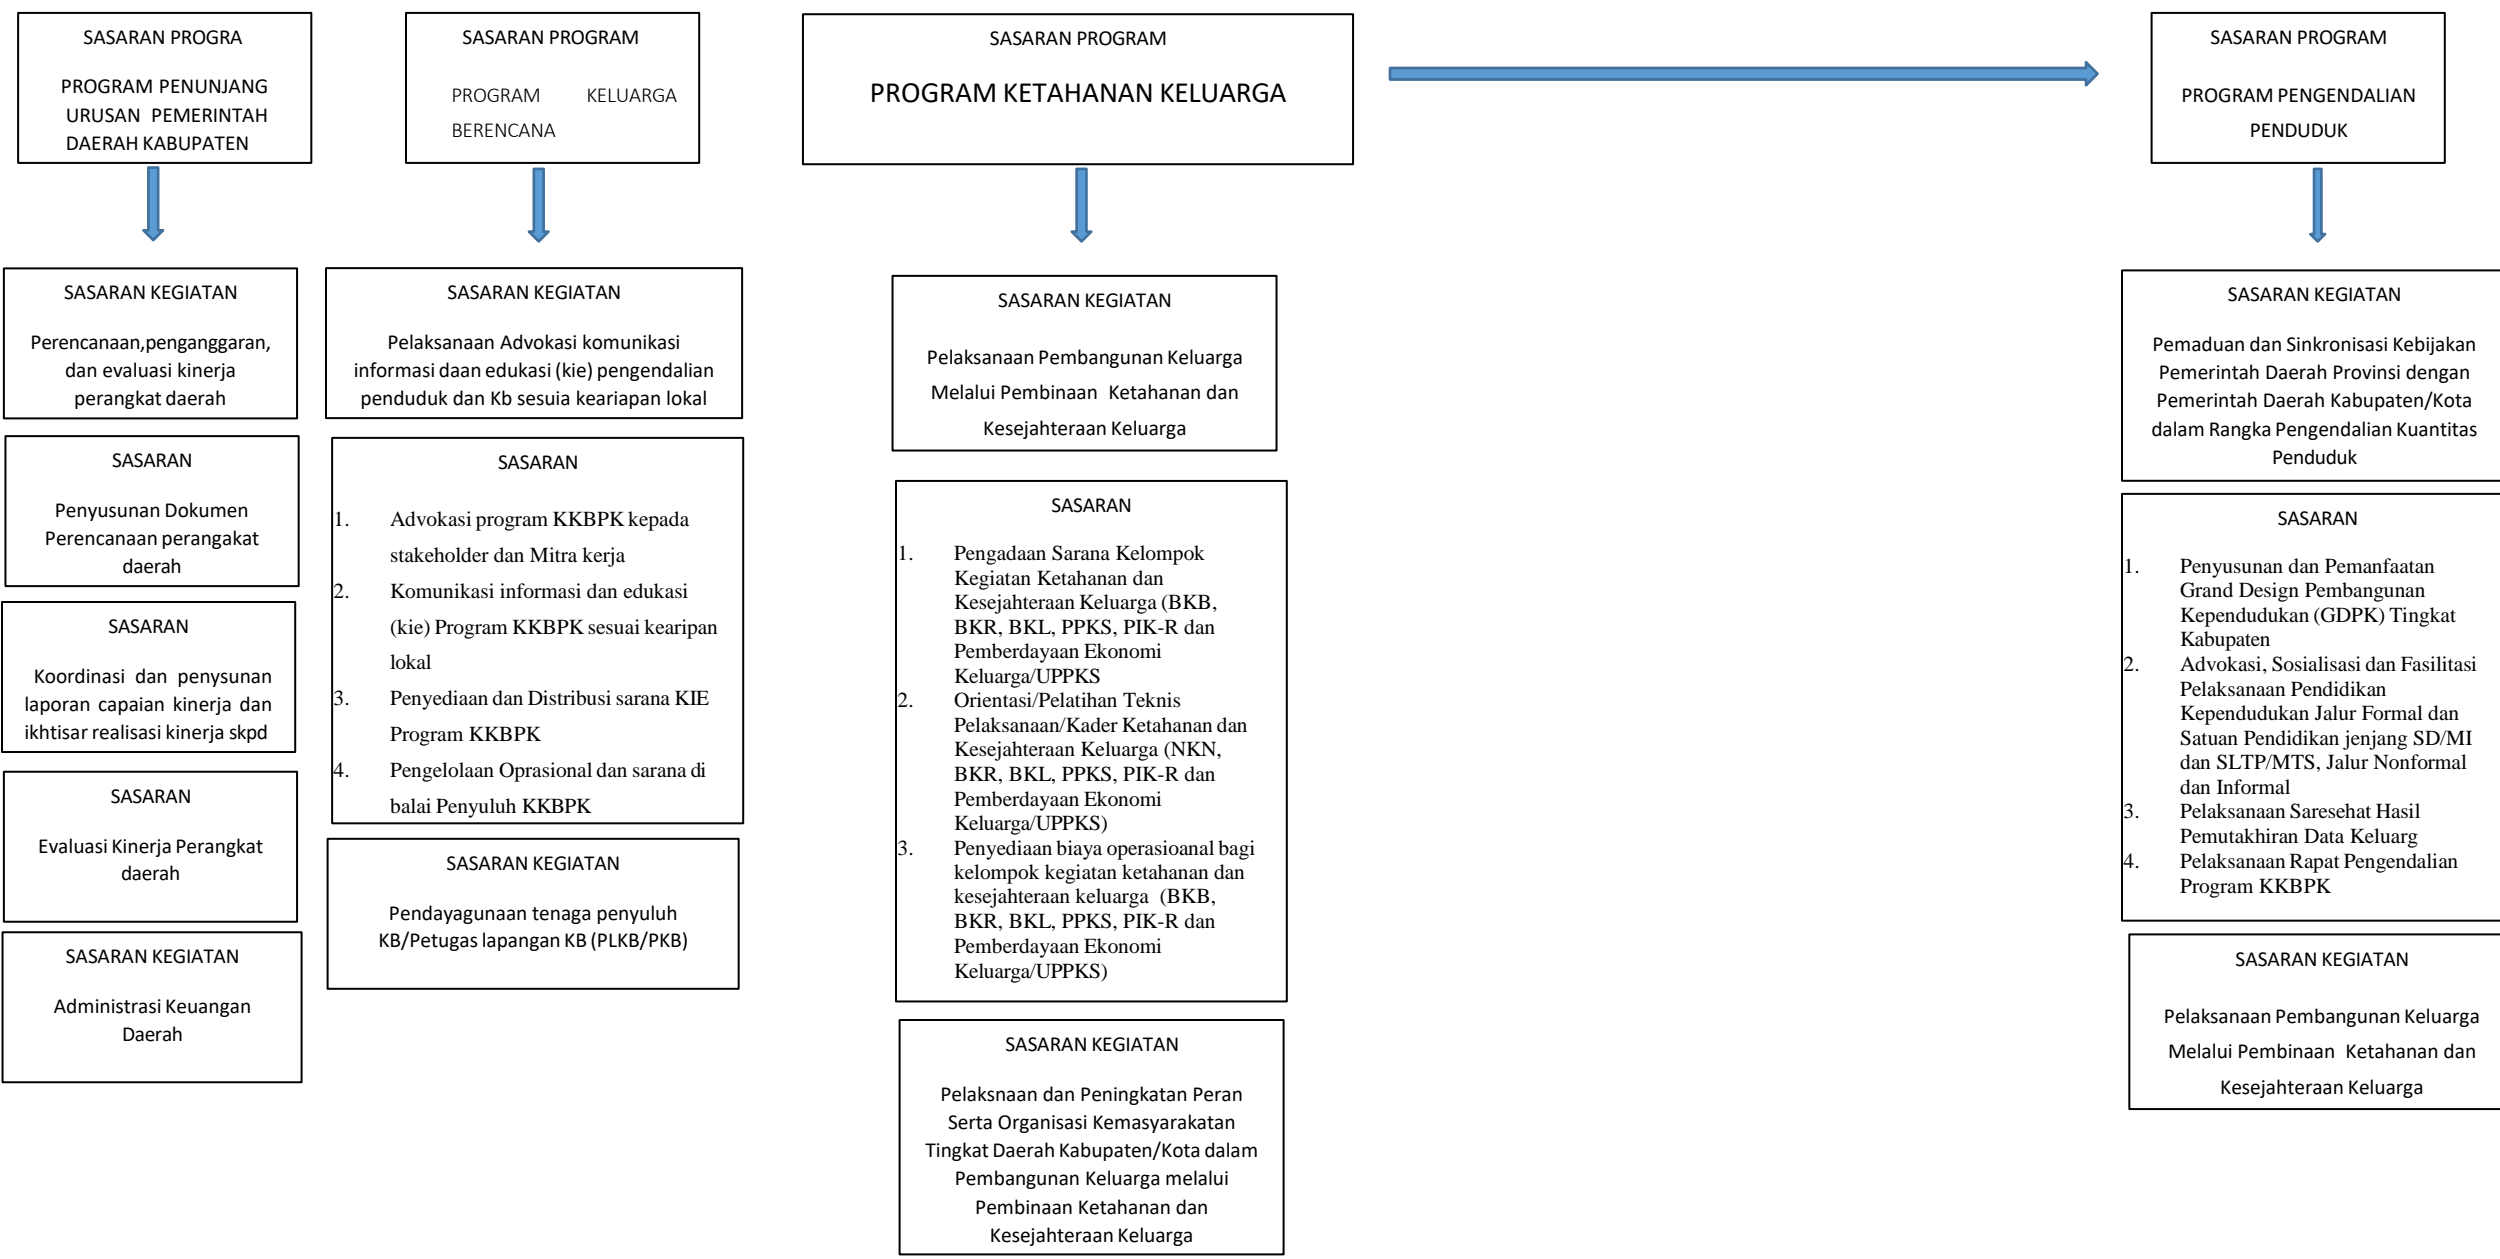 SASARAN PROGRA
PROGRAM PENUNJANG
URUSAN PEMERINTAH
DAERAH KABUPATEN
SASARAN KEGIATAN
Perencanaan,penganggaran,
dan evaluasi kinerja
perangkat daerah
SASARAN
Penyusunan Dokumen
Perencanaan perangakat
daerah
SASARAN
Koordinasi dan penysunan
laporan capaian kinerja dan
ikhtisar realisasi kinerja skpd
SASARAN
Evaluasi Kinerja Perangkat
daerah
SASARAN KEGIATAN
Administrasi Keuangan
Daerah
SASARAN PROGRAM
PROGRAM KELUARGA
BERENCANA
SASARAN KEGIATAN
Pelaksanaan Advokasi komunikasi
informasi daan edukasi (kie) pengendalian
penduduk dan Kb sesuia keariapan lokal
SASARAN
1. Advokasi program KKBPK kepada
stakeholder dan Mitra kerja
2. Komunikasi informasi dan edukasi
(kie) Program KKBPK sesuai kearipan
lokal
3. Penyediaan dan Distribusi sarana KIE
Program KKBPK
4. Pengelolaan Oprasional dan sarana di
balai Penyuluh KKBPK
SASARAN KEGIATAN
Pendayagunaan tenaga penyuluh
KB/Petugas lapangan KB (PLKB/PKB)
SASARAN PROGRAM
PROGRAM KETAHANAN KELUARGA
SASARAN KEGIATAN
Pelaksanaan Pembangunan Keluarga
Melalui Pembinaan Ketahanan dan
Kesejahteraan Keluarga
SASARAN
1. Pengadaan Sarana Kelompok
Kegiatan Ketahanan dan
Kesejahteraan Keluarga (BKB,
BKR, BKL, PPKS, PIK-R dan
Pemberdayaan Ekonomi
Keluarga/UPPKS
2. Orientasi/Pelatihan Teknis
Pelaksanaan/Kader Ketahanan dan
Kesejahteraan Keluarga (NKN,
BKR, BKL, PPKS, PIK-R dan
Pemberdayaan Ekonomi
Keluarga/UPPKS)
3. Penyediaan biaya operasioanal bagi
kelompok kegiatan ketahanan dan
kesejahteraan keluarga (BKB,
BKR, BKL, PPKS, PIK-R dan
Pemberdayaan Ekonomi
Keluarga/UPPKS)
SASARAN KEGIATAN
Pelaksnaan dan Peningkatan Peran
Serta Organisasi Kemasyarakatan
Tingkat Daerah Kabupaten/Kota dalam
Pembangunan Keluarga melalui
Pembinaan Ketahanan dan
Kesejahteraan Keluarga
SASARAN PROGRAM
PROGRAM PENGENDALIAN
PENDUDUK
SASARAN KEGIATAN
Pemaduan dan Sinkronisasi Kebijakan
Pemerintah Daerah Provinsi dengan
Pemerintah Daerah Kabupaten/Kota
dalam Rangka Pengendalian Kuantitas
Penduduk
SASARAN
1. Penyusunan dan Pemanfaatan
Grand Design Pembangunan
Kependudukan (GDPK) Tingkat
Kabupaten
2. Advokasi, Sosialisasi dan Fasilitasi
Pelaksanaan Pendidikan
Kependudukan Jalur Formal dan
Satuan Pendidikan jenjang SD/MI
dan SLTP/MTS, Jalur Nonformal
dan Informal
3. Pelaksanaan Saresehat Hasil
Pemutakhiran Data Keluarg
4. Pelaksanaan Rapat Pengendalian
Program KKBPK
SASARAN KEGIATAN
Pelaksanaan Pembangunan Keluarga
Melalui Pembinaan Ketahanan dan
Kesejahteraan Keluarga